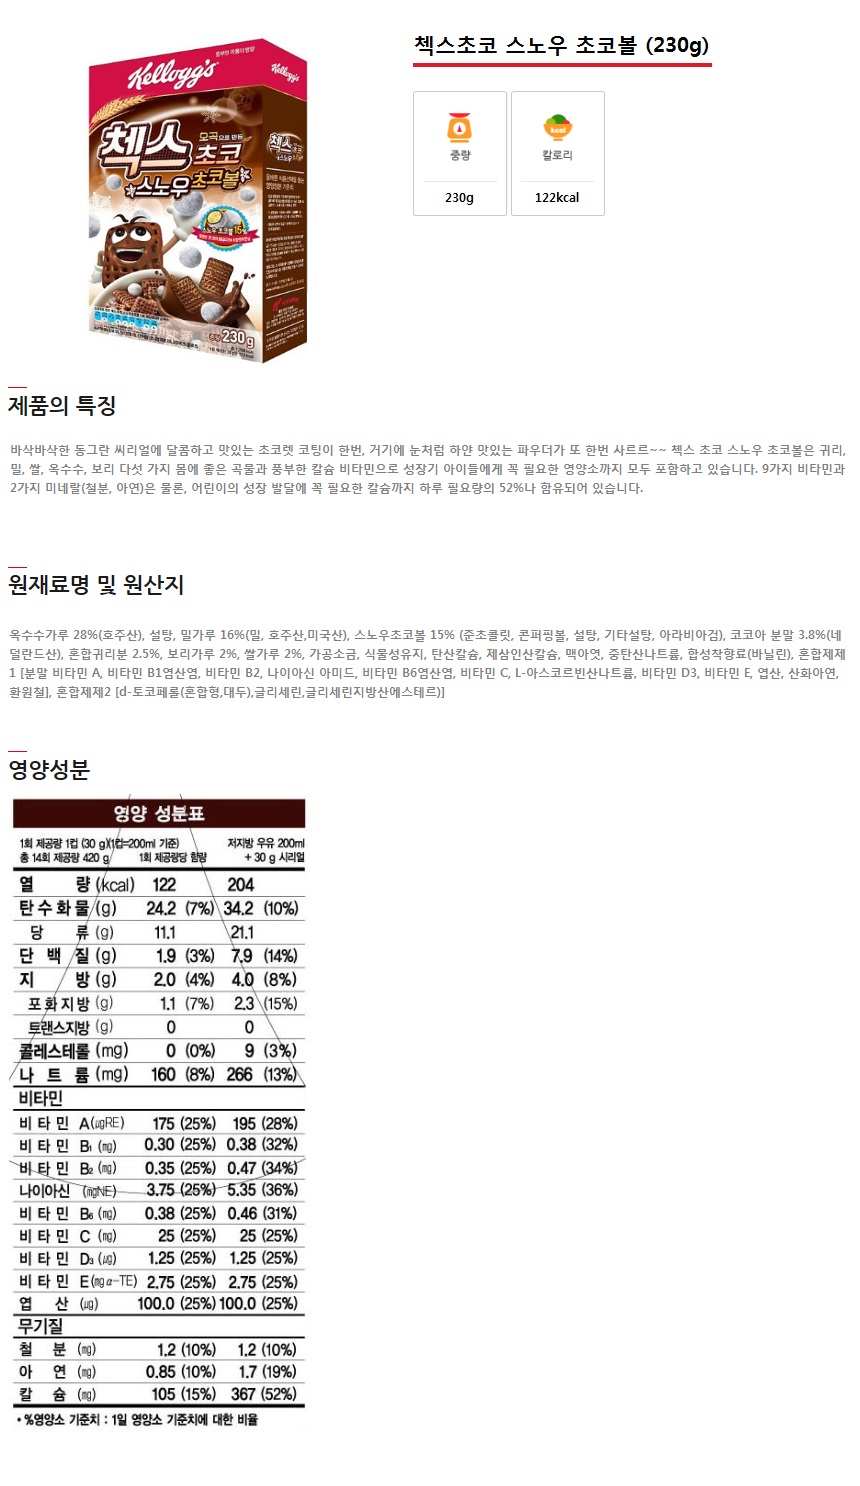 첵스초코 스노우 초코볼 (230g)
Kellogg's
Kellogg's
첵스
모곡으로 만든
초코
스노우 초코볼
스노우 초코볼 15%
첵스
초코
230g
중량
230g
kcal
칼로리
122kcal
제품의 특징
바삭바삭한 동그란 씨리얼에 달콤하고 맛있는 초코렛 코팅이 한번, 거기에 눈처럼 하얀 맛있는 파우더가 또 한번 사르르~~ 첵스 초코 스노우 초코볼은 귀리,
밀, 쌀, 옥수수, 보리 다섯 가지 몸에 좋은 곡물과 풍부한 칼슘 비타민으로 성장기 아이들에게 꼭 필요한 영양소까지 모두 포함하고 있습니다. 9가지 비타민과
2가지 미네랄(철분, 아연)은 물론, 어린이의 성장 발달에 꼭 필요한 칼슘까지 하루 필요량의 52%나 함유되어 있습니다.
원재료명 및 원산지
옥수수가루 28%(호주산), 설탕, 밀가루 16%(밀, 호주산,미국산), 스노우초코볼 15% (준초콜릿, 콘퍼핑볼, 설탕, 기타설탕, 아라비아검), 코코아 분말 3.8%(네
덜란드산), 혼합귀리분 2.5%, 보리가루 2%, 쌀가루 2%, 가공소금, 식물성유지, 탄산칼슘, 제삼인산칼슘, 맥아엿, 중탄산나트륨, 합성착향료(바닐린), 혼합제제
1 [분말 비타민 A, 비타민 B1염산염, 비타민 B2, 나이아신 아미드, 비타민 B6염산염, 비타민 C, L-아스코르빈산나트륨, 비타민 D3, 비타민 E, 엽산, 산화아연,
환원철], 혼합제제2 [d-토코페롤(혼합형,대두),글리세린,글리세린지방산에스테르)]
영양성분
영양 성분표
1회 제공량 1컵 (30 g)(1컵=200ml 기준) 저지방 우유 200ml
총 14회 제공량 420 g 1회 제공량당 함량 + 30 g 시리얼
열 량 (kcal) 122 204
탄수화물 (g) 24.2 (7%) 34.2 (10%)
당 류 (g) 11.1 21.1
단 백 질 (g) 1.9 (3%) 7.9 (14%)
지 방 (g) 2.0 (4%) 4.0 (8%)
포화지방 (g) 1.1 (7%) 2.3 (15%)
트랜스지방 (g) 0 0
콜레스테롤 (mg) 0 (0%) 9 (3%)
나 트 륨 (mg) 160 (8%) 266 (13%)
비타민
비 타 민 A (㎍RE) 175 (25%) 195 (28%)
비 타 민 B₁ (㎎) 0.30 (25%) 0.38 (32%)
비 타 민 B₂ (㎎) 0.35 (25%) 0.47 (34%)
나이아신 (㎎NE) 3.75 (25%) 5.35 (36%)
비 타 민 B₆ (㎎) 0.38 (25%) 0.46 (31%)
비 타 민 C (㎎) 25 (25%) 25 (25%)
비 타 민 D₃ (㎍) 1.25 (25%) 1.25 (25%)
비 타 민 E (㎎ α-TE) 2.75 (25%) 2.75 (25%)
엽 산 (㎍) 100.0 (25%) 100.0 (25%)
무기질
철 분 (㎎) 1.2 (10%) 1.2 (10%)
아 연 (㎎) 0.85 (10%) 1.7 (19%)
칼 슘 (㎎) 105 (15%) 367 (52%)
• %영양소 기준치 : 1일 영양소 기준치에 대한 비율